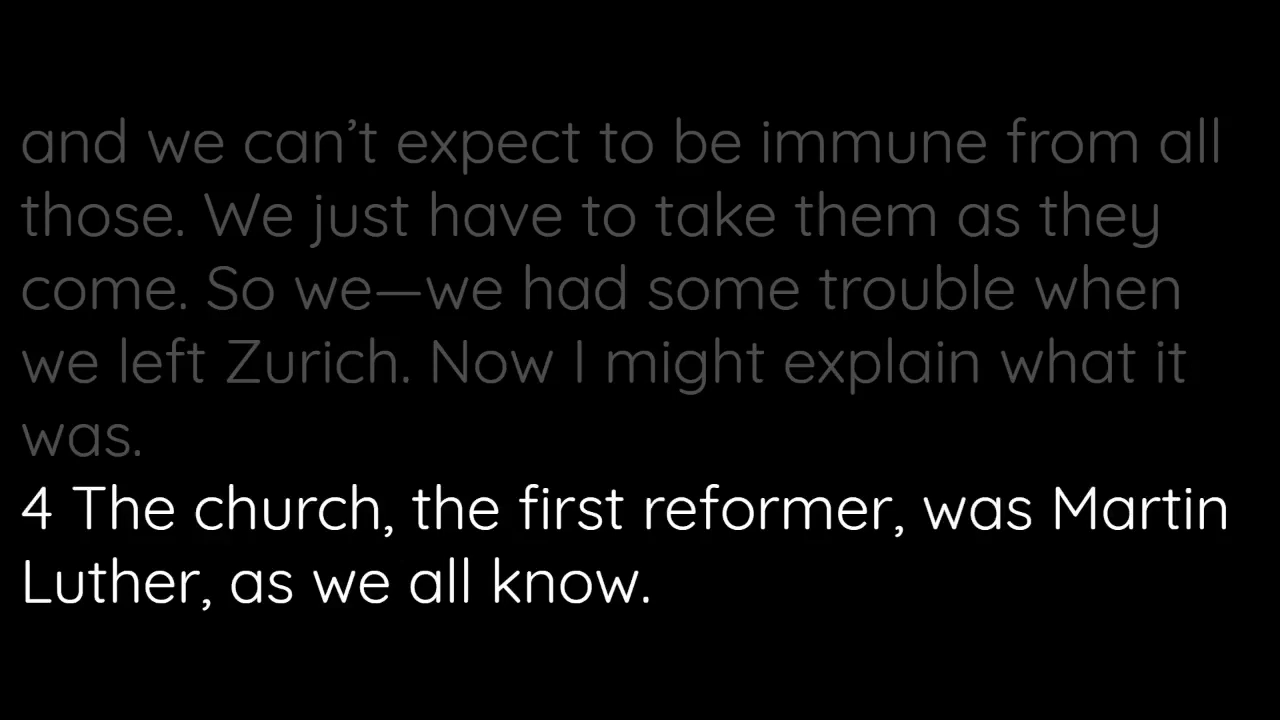 and we can’t expect to be immune from all
those. We just have to take them as they
come. So we—we had some trouble when
we left Zurich. Now I might explain what it
was.
4 The church, the first reformer, was Martin
Luther, as we all know.